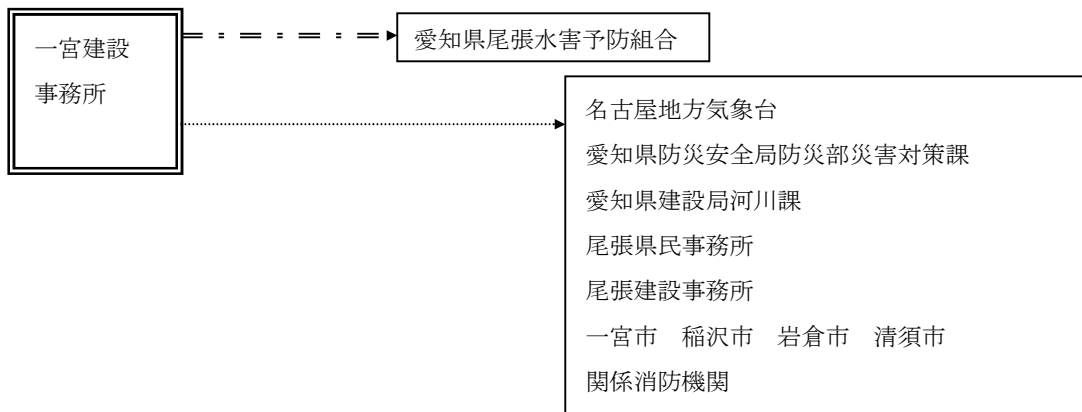 一宮建設
事務所
愛知県尾張水害予防組合
名古屋地方気象台
愛知県防災安全局防災部災害対策課
愛知県建設局河川課
尾張県民事務所
尾張建設事務所
一宮市　稲沢市　岩倉市　清須市
関係消防機関